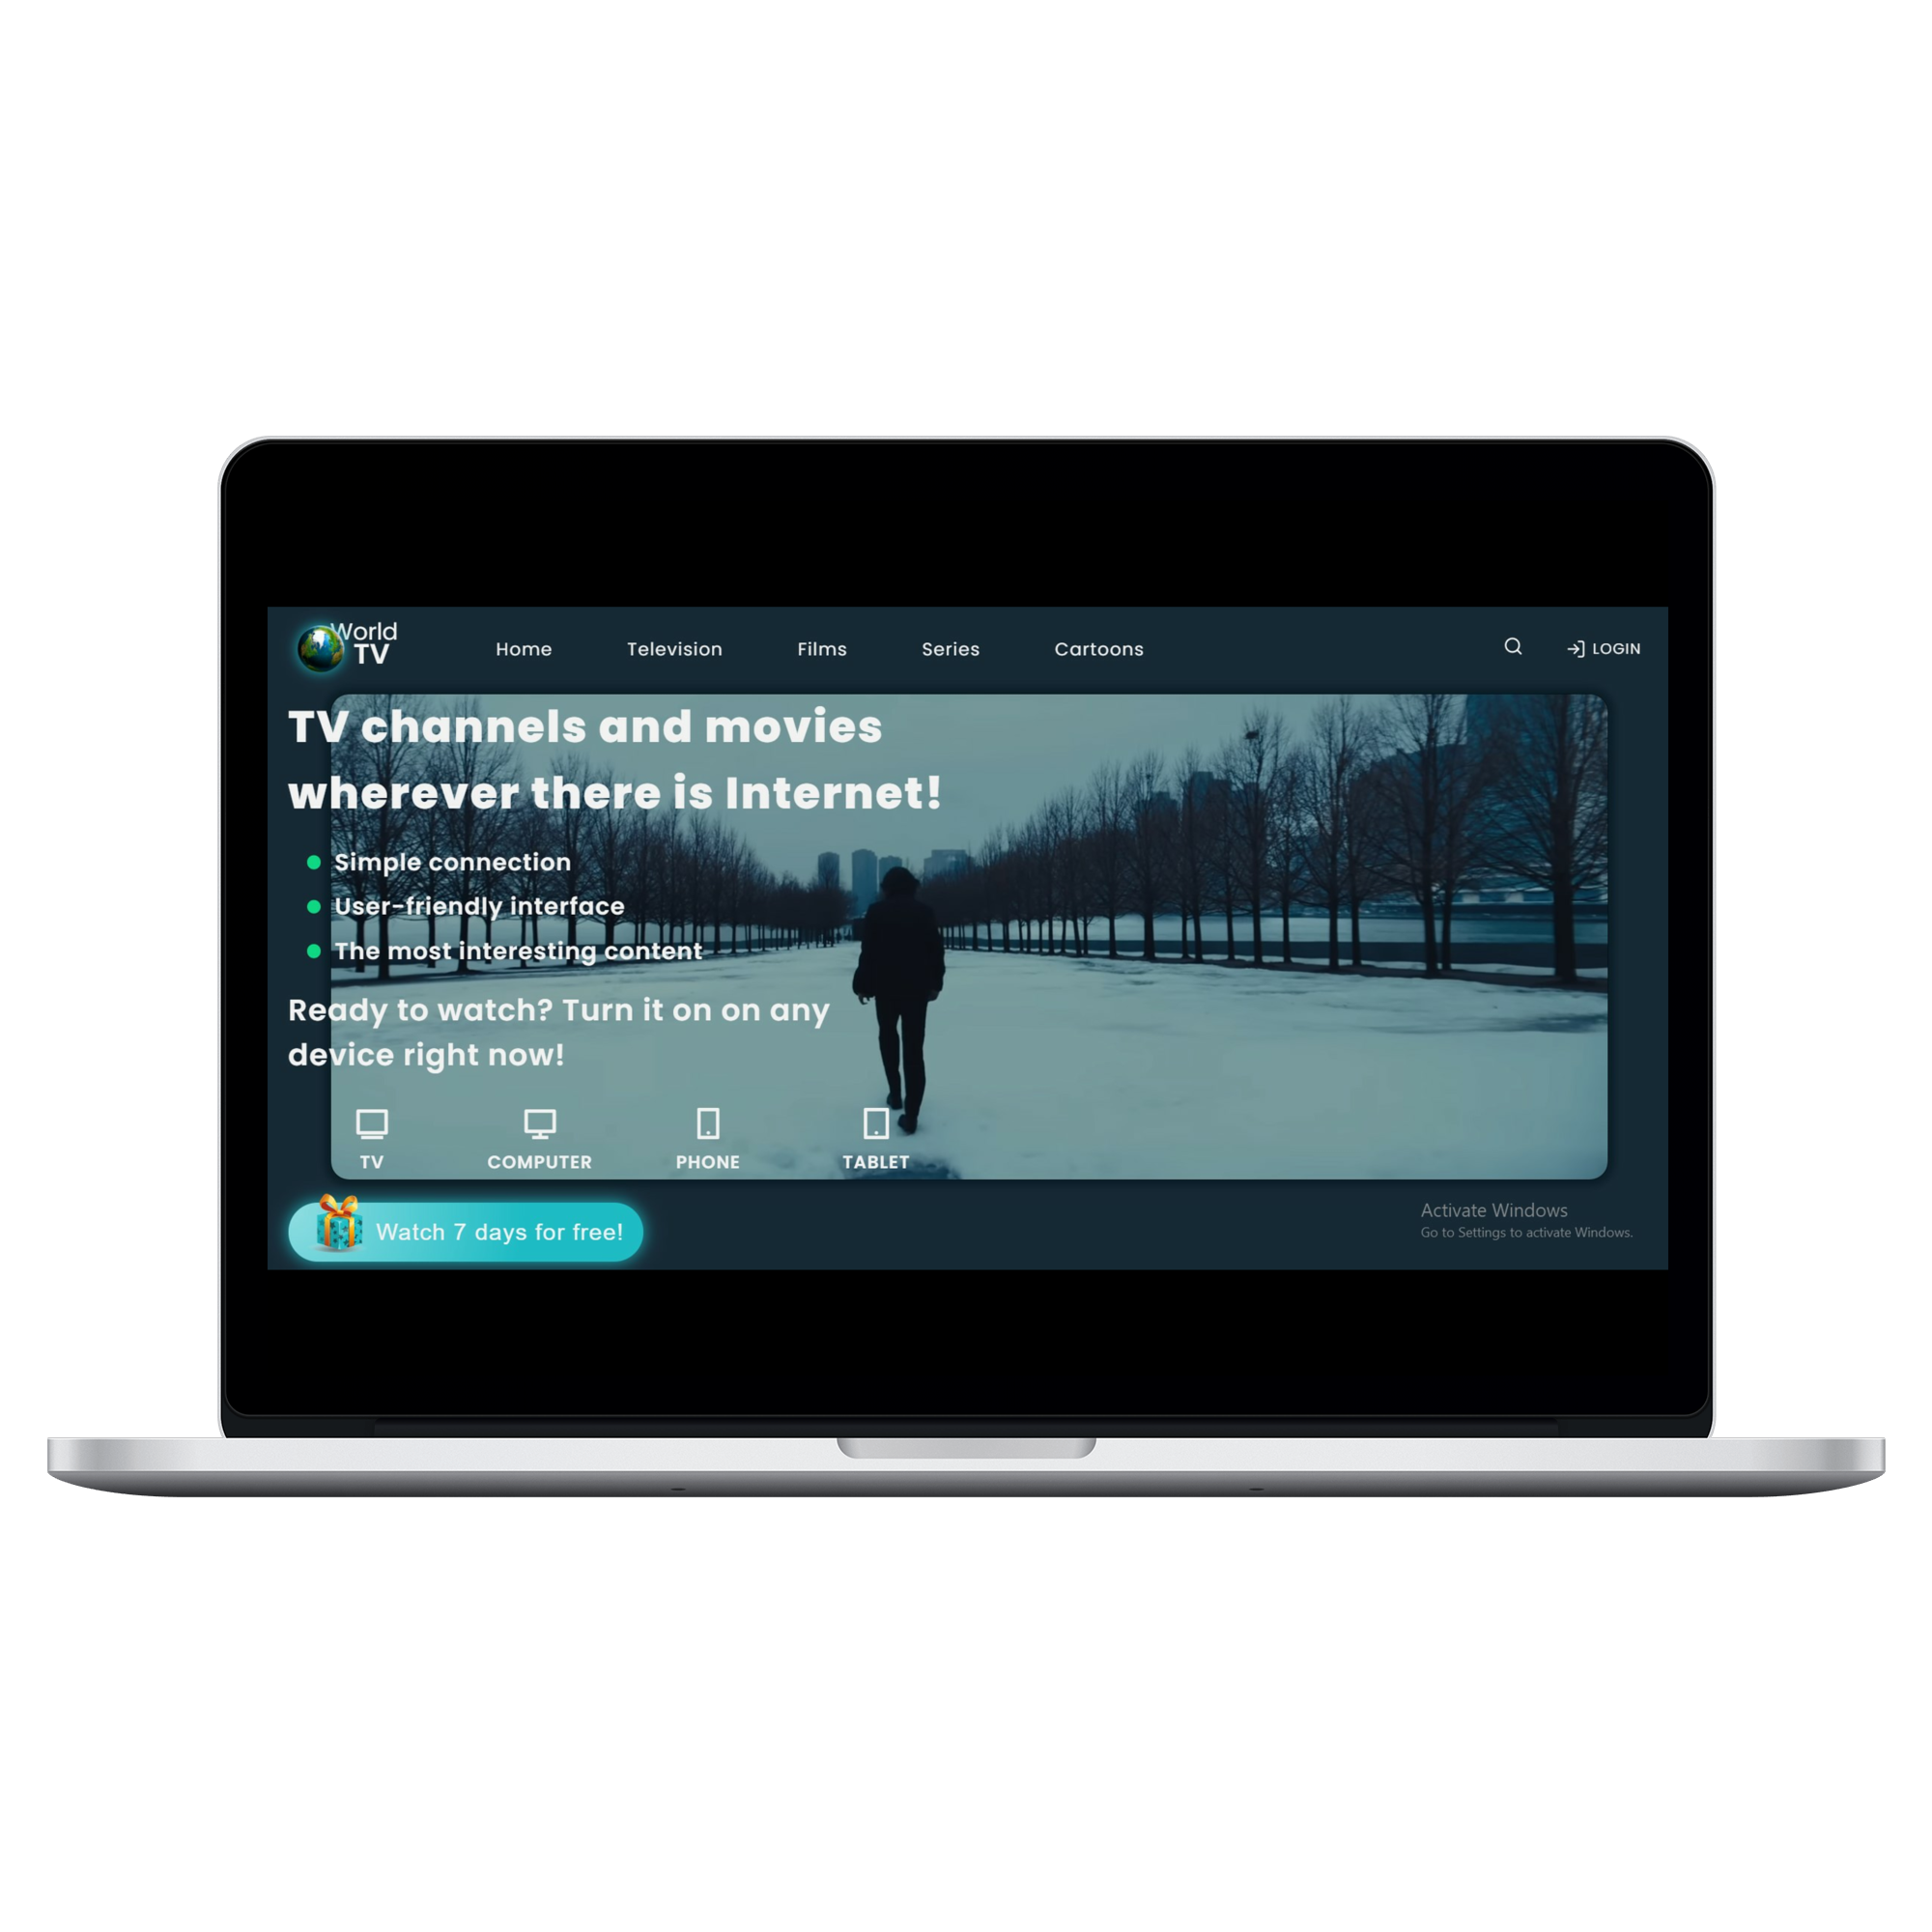 World
TV
Home Television Films Series Cartoons LOGIN
TV channels and movies
wherever there is Internet!
Simple connection
User-friendly interface
The most interesting content
Ready to watch? Turn it on on any
device right now!
TV COMPUTER PHONE TABLET
Watch 7 days for free!
Activate Windows
Go to Settings to activate Windows.